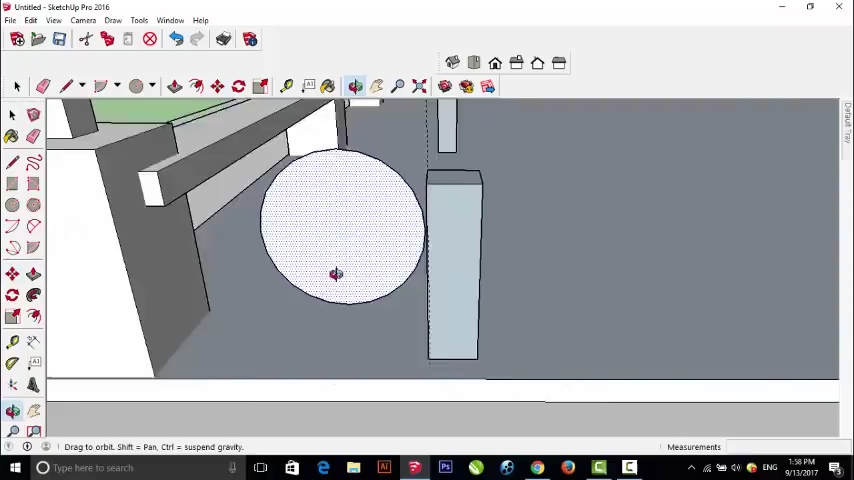 Untitled - SketchUp Pro 2016
File Edit View Camera Draw Tools Window Help
Default Tray
Drag to orbit. Shift = Pan, Ctrl = suspend gravity.
Measurements
Type here to search
ENG
1:58 PM
9/13/2017